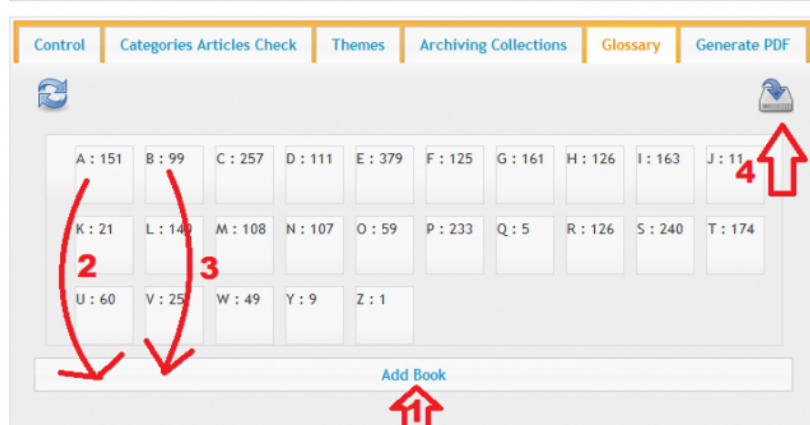 Control Categories Articles Check Themes Archiving Collections Glossary Generate PDF
A : 151 B : 99 C : 257 D : 111 E : 379 F : 125 G : 161 H : 126 I : 163 J : 11
4
K : 21 L : 149 M : 108 N : 107 O : 59 P : 233 Q : 5 R : 126 S : 240 T : 174
2 3
U : 60 V : 25 W : 49 Y : 9 Z : 1
Add Book
1